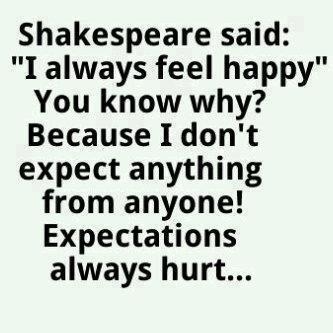 Shakespeare said:
"I always feel happy"
You know why?
Because I don't
expect anything
from anyone!
Expectations
always hurt...